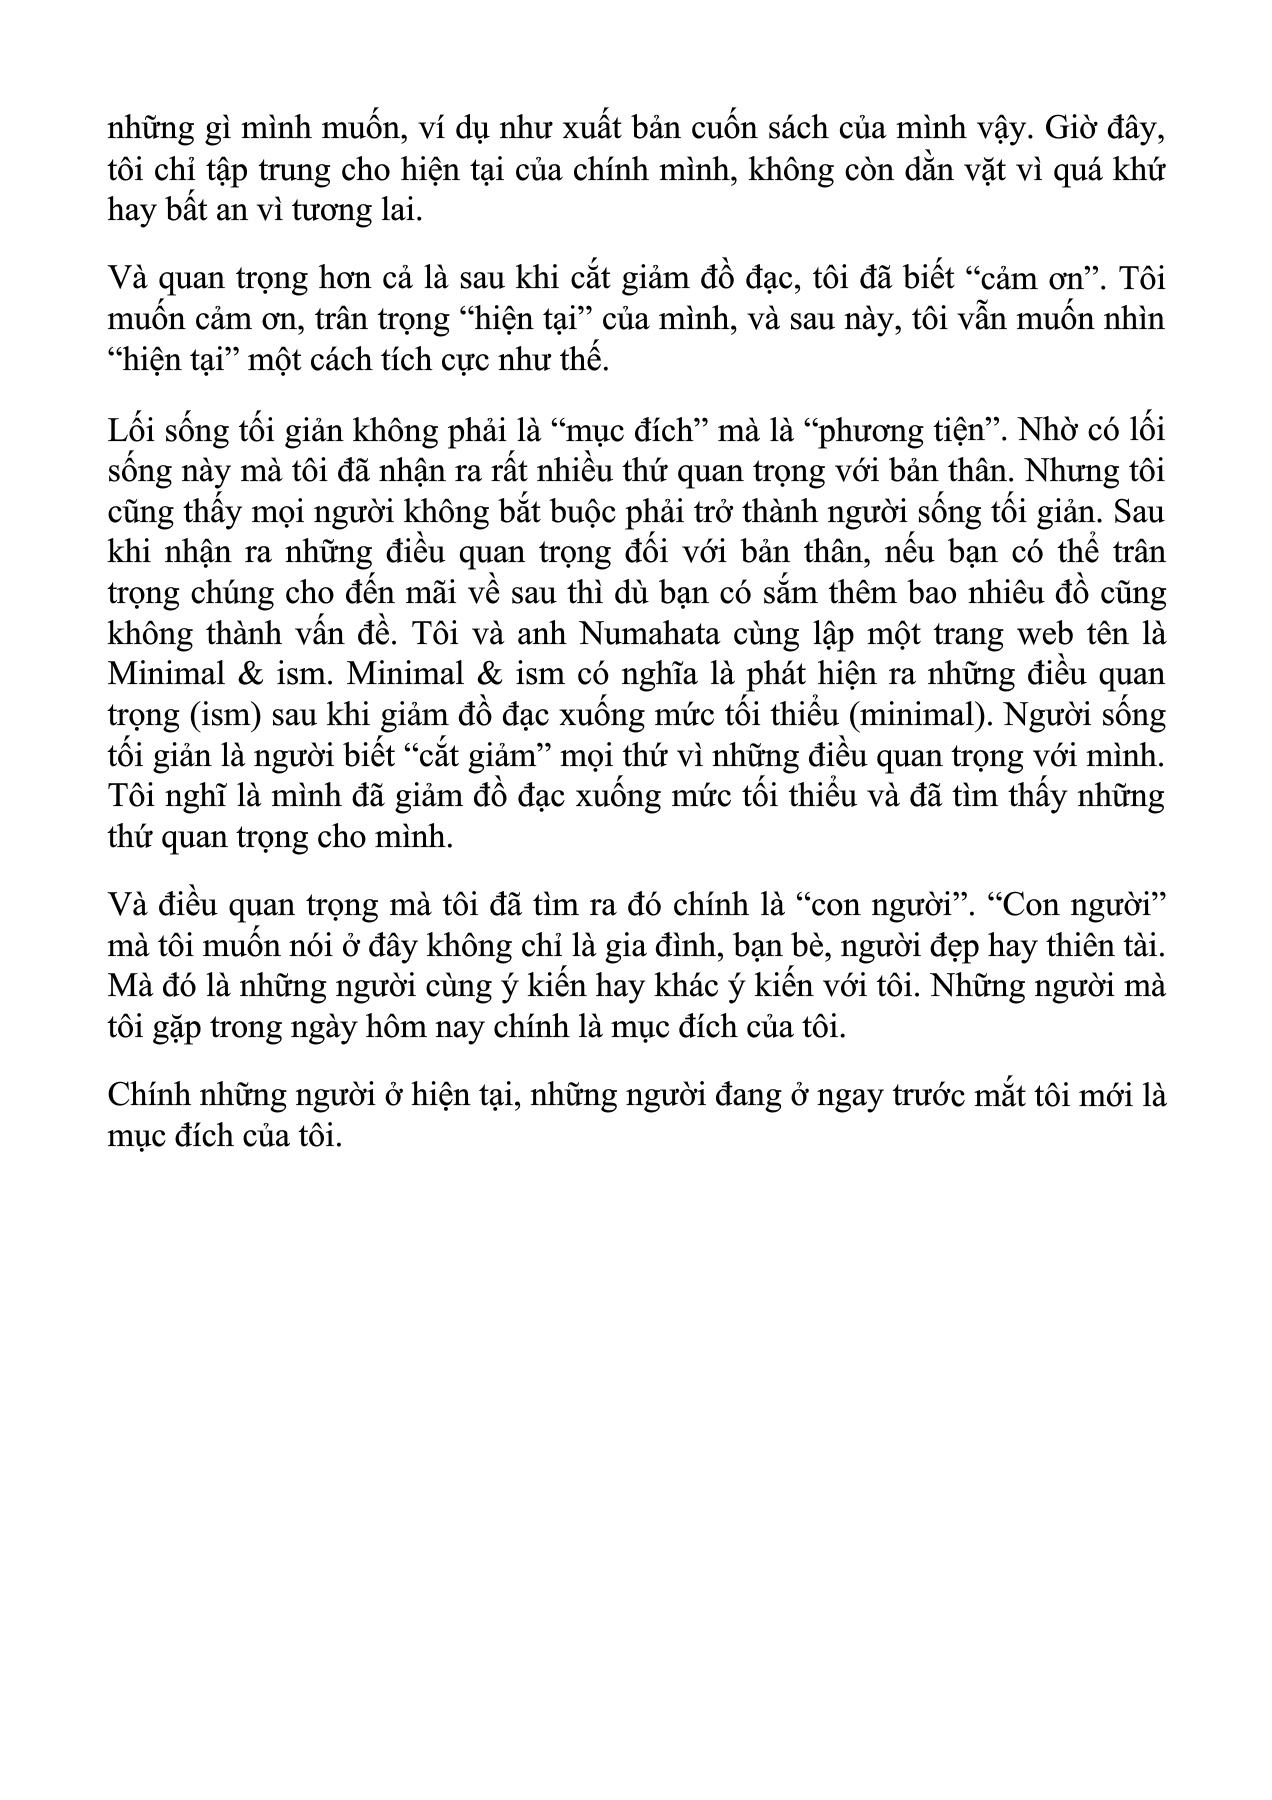 những gì mình muốn, ví dụ như xuất bản cuốn sách của mình vậy. Giờ đây,
tôi chỉ tập trung cho hiện tại của chính mình, không còn dằn vặt vì quá khứ
hay bất an vì tương lai.
Và quan trọng hơn cả là sau khi cắt giảm đồ đạc, tôi đã biết “cảm ơn”. Tôi
muốn cảm ơn, trân trọng “hiện tại” của mình, và sau này, tôi vẫn muốn nhìn
“hiện tại” một cách tích cực như thế.
Lối sống tối giản không phải là “mục đích” mà là “phương tiện”. Nhờ có lối
sống này mà tôi đã nhận ra rất nhiều thứ quan trọng với bản thân. Nhưng tôi
cũng thấy mọi người không bắt buộc phải trở thành người sống tối giản. Sau
khi nhận ra những điều quan trọng đối với bản thân, nếu bạn có thể trân
trọng chúng cho đến mãi về sau thì dù bạn có sắm thêm bao nhiêu đồ cũng
không thành vấn đề. Tôi và anh Numahata cùng lập một trang web tên là
Minimal & ism. Minimal & ism có nghĩa là phát hiện ra những điều quan
trọng (ism) sau khi giảm đồ đạc xuống mức tối thiểu (minimal). Người sống
tối giản là người biết “cắt giảm” mọi thứ vì những điều quan trọng với mình.
Tôi nghĩ là mình đã giảm đồ đạc xuống mức tối thiểu và đã tìm thấy những
thứ quan trọng cho mình.
Và điều quan trọng mà tôi đã tìm ra đó chính là “con người”. “Con người”
mà tôi muốn nói ở đây không chỉ là gia đình, bạn bè, người đẹp hay thiên tài.
Mà đó là những người cùng ý kiến hay khác ý kiến với tôi. Những người mà
tôi gặp trong ngày hôm nay chính là mục đích của tôi.
Chính những người ở hiện tại, những người đang ở ngay trước mắt tôi mới là
mục đích của tôi.